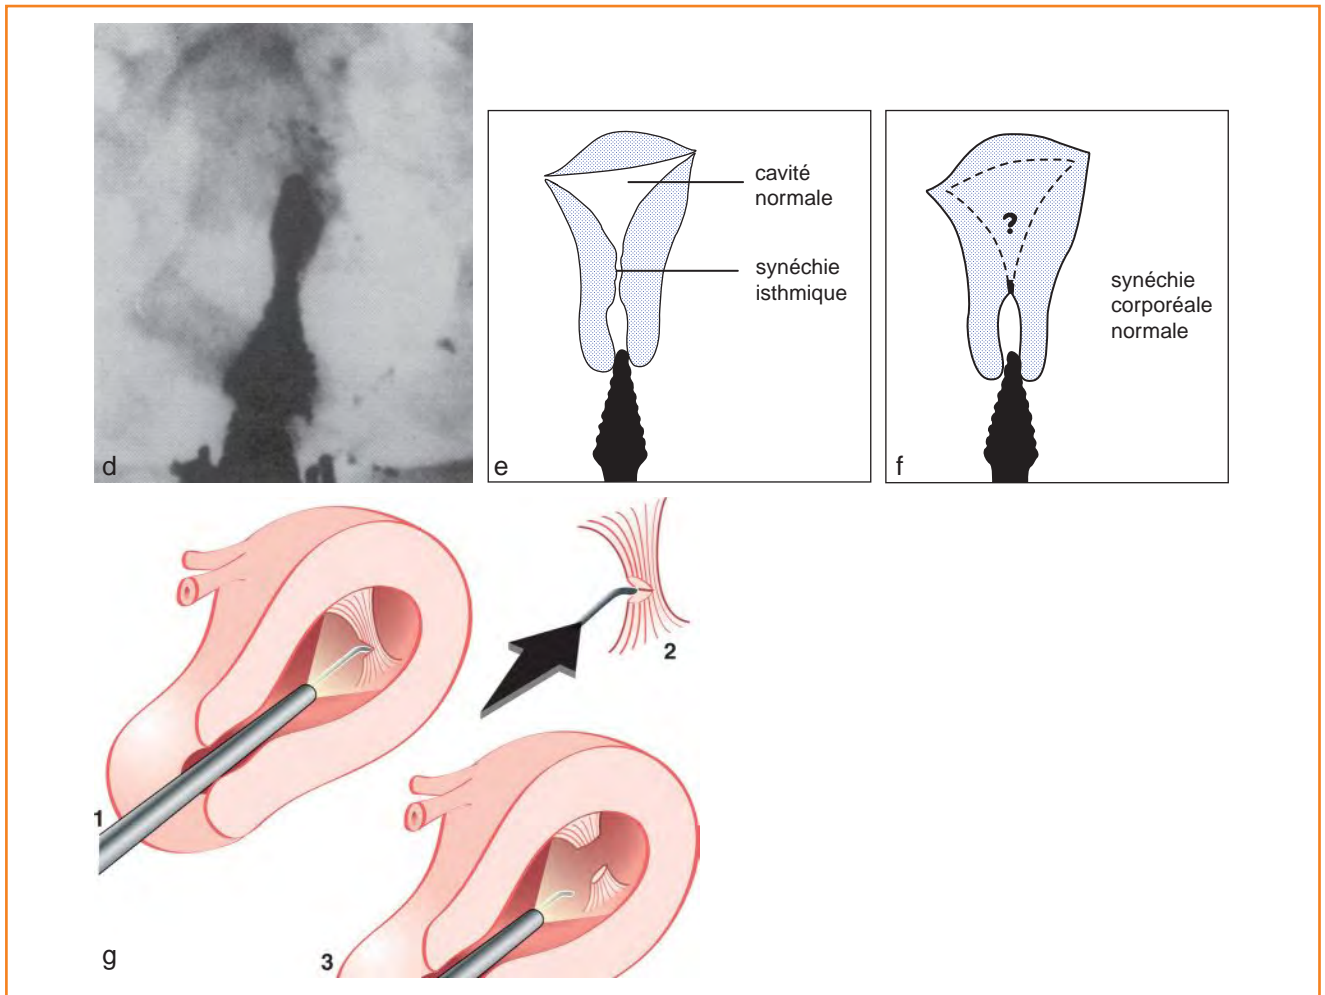 d
cavité
normale
synéchie
isthmique
e
?
synéchie
corporéale
normale
f
1
2
3
g